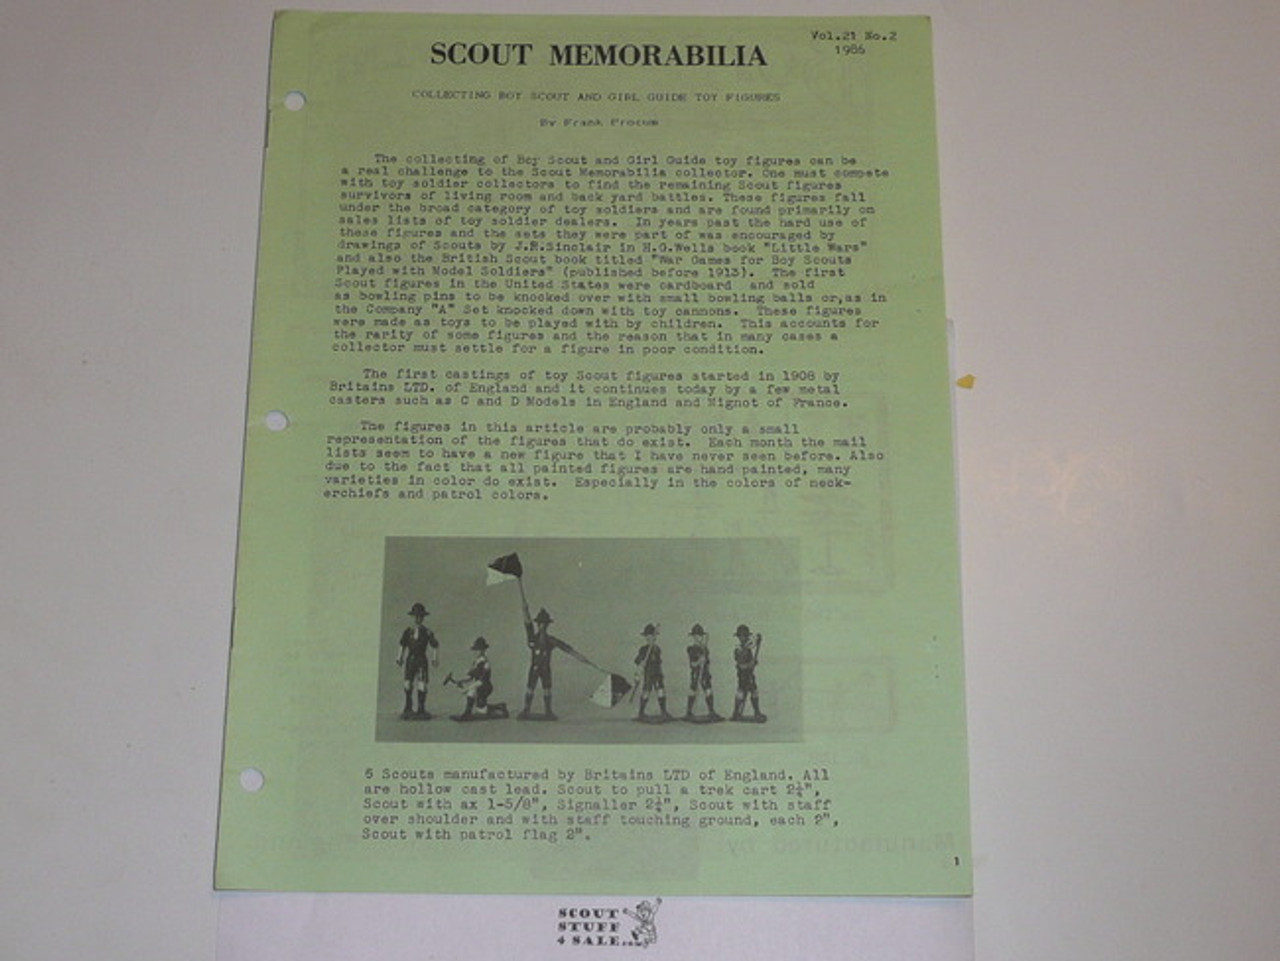 Vol.21 No.2
1986
SCOUT MEMORABILIA
COLLECTING BOY SCOUT AND GIRL GUIDE TOY FIGURES
By Frank Procum
The collecting of Boy Scout and Girl Guide toy figures can be
a real challenge to the Scout Memorabilia collector. One must compete
with toy soldier collectors to find the remaining Scout figures
survivors of living room and back yard battles. These figures fall
under the broad category of toy soldiers and are found primarily on
sales lists of toy soldier dealers. In years past the hard use of
these figures and the sets they were part of was encouraged by
drawings of Scouts by J.R.Sinclair in H.G.Wells book "Little Wars"
and also the British Scout book titled "War Games for Boy Scouts
Played with Model Soldiers" (published before 1913). The first
Scout figures in the United States were cardboard and sold
as bowling pins to be knocked over with small bowling balls or,as in
the Company "A" Set knocked down with toy cannons. These figures
were made as toys to be played with by children. This accounts for
the rarity of some figures and the reason that in many cases a
collector must settle for a figure in poor condition.
The first castings of toy Scout figures started in 1908 by
Britains LTD. of England and it continues today by a few metal
casters such as C and D Models in England and Mignot of France.
The figures in this article are probably only a small
representation of the figures that do exist. Each month the mail
lists seem to have a new figure that I have never seen before. Also
due to the fact that all painted figures are hand painted, many
varieties in color do exist. Especially in the colors of neck-
erchiefs and patrol colors.
6 Scouts manufactured by Britains LTD of England. All
are hollow cast lead. Scout to pull a trek cart 2¼",
Scout with ax 1-5/8", Signaller 2¼", Scout with staff
over shoulder and with staff touching ground, each 2",
Scout with patrol flag 2".
1
Manufactured by
SCOUT
STUFF
4 SALE.com